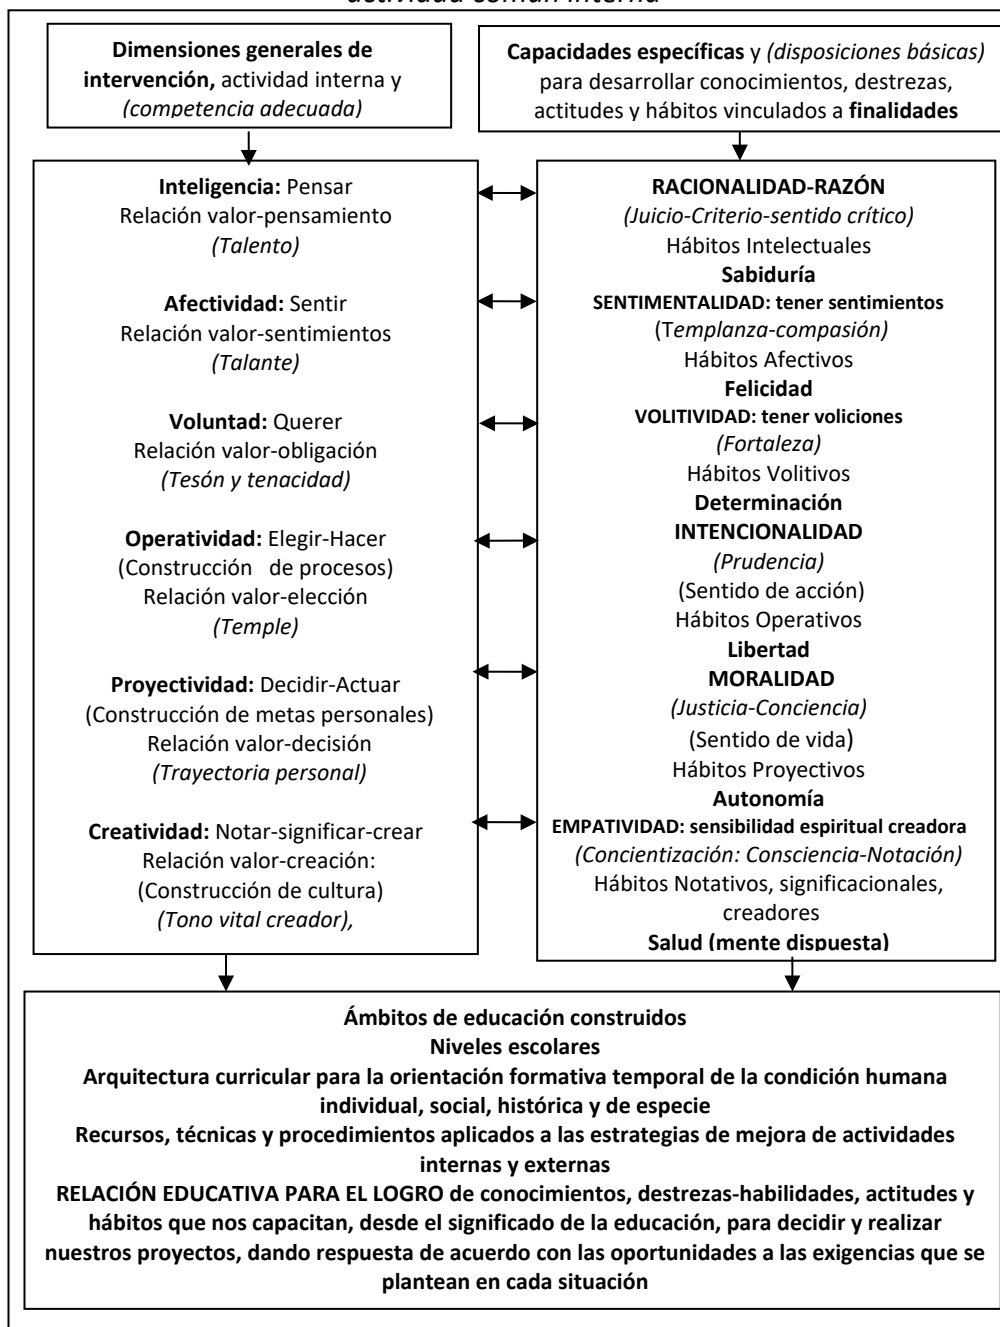 actividad común interna
Dimensiones generales de
intervención, actividad interna y
(competencia adecuada)
Capacidades específicas y (disposiciones básicas)
para desarrollar conocimientos, destrezas,
actitudes y hábitos vinculados a finalidades
Inteligencia: Pensar
Relación valor-pensamiento
(Talento)
Afectividad: Sentir
Relación valor-sentimientos
(Talante)
Voluntad: Querer
Relación valor-obligación
(Tesón y tenacidad)
Operatividad: Elegir-Hacer
(Construcción de procesos)
Relación valor-elección
(Temple)
Proyectividad: Decidir-Actuar
(Construcción de metas personales)
Relación valor-decisión
(Trayectoria personal)
Creatividad: Notar-significar-crear
Relación valor-creación:
(Construcción de cultura)
(Tono vital creador),
RACIONALIDAD-RAZÓN
(Juicio-Criterio-sentido crítico)
Hábitos Intelectuales
Sabiduría
SENTIMENTALIDAD: tener sentimientos
(Templanza-compasión)
Hábitos Afectivos
Felicidad
VOLITIVIDAD: tener voliciones
(Fortaleza)
Hábitos Volitivos
Determinación
INTENCIONALIDAD
(Prudencia)
(Sentido de acción)
Hábitos Operativos
Libertad
MORALIDAD
(Justicia-Conciencia)
(Sentido de vida)
Hábitos Proyectivos
Autonomía
EMPATIVIDAD: sensibilidad espiritual creadora
(Concientización: Consciencia-Notación)
Hábitos Notativos, significacionales,
creadores
Salud (mente dispuesta)
Ámbitos de educación construidos
Niveles escolares
Arquitectura curricular para la orientación formativa temporal de la condición humana
individual, social, histórica y de especie
Recursos, técnicas y procedimientos aplicados a las estrategias de mejora de actividades
internas y externas
RELACIÓN EDUCATIVA PARA EL LOGRO de conocimientos, destrezas-habilidades, actitudes y
hábitos que nos capacitan, desde el significado de la educación, para decidir y realizar
nuestros proyectos, dando respuesta de acuerdo con las oportunidades a las exigencias que se
plantean en cada situación